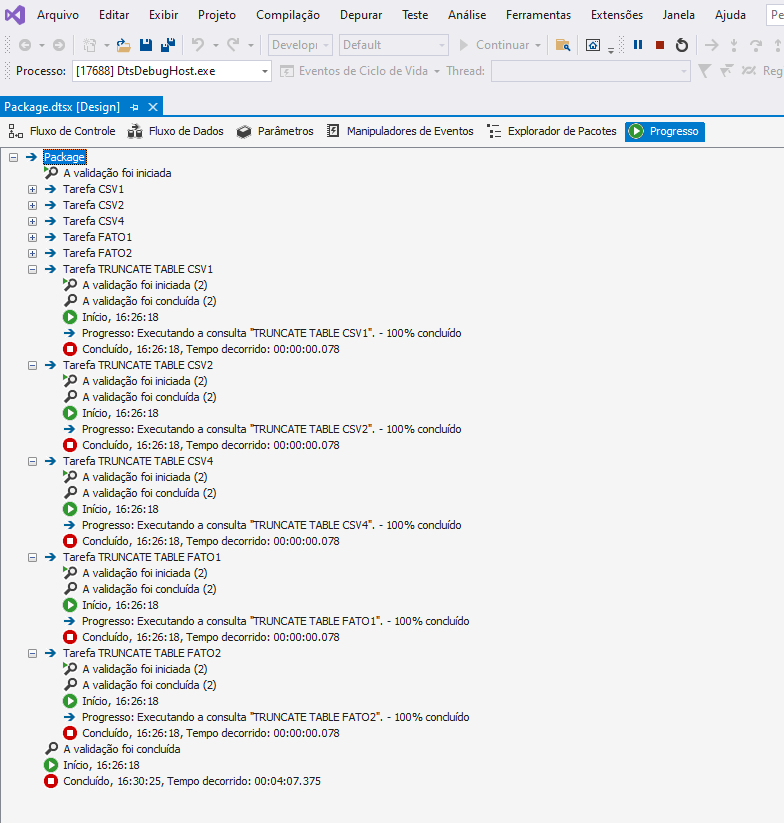 Arquivo Editar Exibir Projeto Compilação Depurar Teste Análise Ferramentas Extensões Janela Ajuda Pe
Developi Default Continuar
Processo: [17688] DtsDebugHost.exe Eventos de Ciclo de Vida Thread: Reg
Package.dtsx [Design]
Fluxo de Controle Fluxo de Dados Parâmetros Manipuladores de Eventos Explorador de Pacotes Progresso
Package
A validação foi iniciada
Tarefa CSV1
Tarefa CSV2
Tarefa CSV4
Tarefa FATO1
Tarefa FATO2
Tarefa TRUNCATE TABLE CSV1
A validação foi iniciada (2)
A validação foi concluída (2)
Início, 16:26:18
Progresso: Executando a consulta "TRUNCATE TABLE CSV1". - 100% concluído
Concluído, 16:26:18, Tempo decorrido: 00:00:00.078
Tarefa TRUNCATE TABLE CSV2
A validação foi iniciada (2)
A validação foi concluída (2)
Início, 16:26:18
Progresso: Executando a consulta "TRUNCATE TABLE CSV2". - 100% concluído
Concluído, 16:26:18, Tempo decorrido: 00:00:00.078
Tarefa TRUNCATE TABLE CSV4
A validação foi iniciada (2)
A validação foi concluída (2)
Início, 16:26:18
Progresso: Executando a consulta "TRUNCATE TABLE CSV4". - 100% concluído
Concluído, 16:26:18, Tempo decorrido: 00:00:00.078
Tarefa TRUNCATE TABLE FATO1
A validação foi iniciada (2)
A validação foi concluída (2)
Início, 16:26:18
Progresso: Executando a consulta "TRUNCATE TABLE FATO1". - 100% concluído
Concluído, 16:26:18, Tempo decorrido: 00:00:00.078
Tarefa TRUNCATE TABLE FATO2
A validação foi iniciada (2)
A validação foi concluída (2)
Início, 16:26:18
Progresso: Executando a consulta "TRUNCATE TABLE FATO2". - 100% concluído
Concluído, 16:26:18, Tempo decorrido: 00:00:00.078
A validação foi concluída
Início, 16:26:18
Concluído, 16:30:25, Tempo decorrido: 00:04:07.375